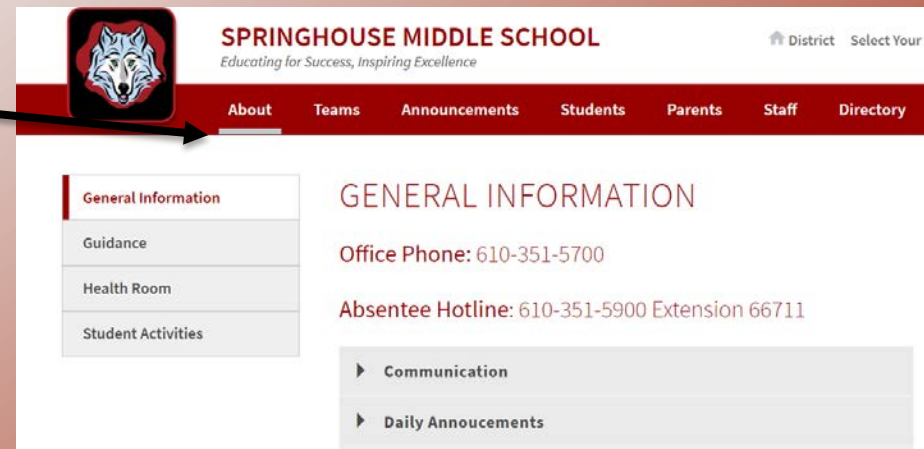 SPRINGHOUSE MIDDLE SCHOOL
Educating for Success, Inspiring Excellence
District Select Your
About Teams Announcements Students Parents Staff Directory
General Information
Guidance
Health Room
Student Activities
GENERAL INFORMATION
Office Phone: 610-351-5700
Absentee Hotline: 610-351-5900 Extension 66711
Communication
Daily Annoucements